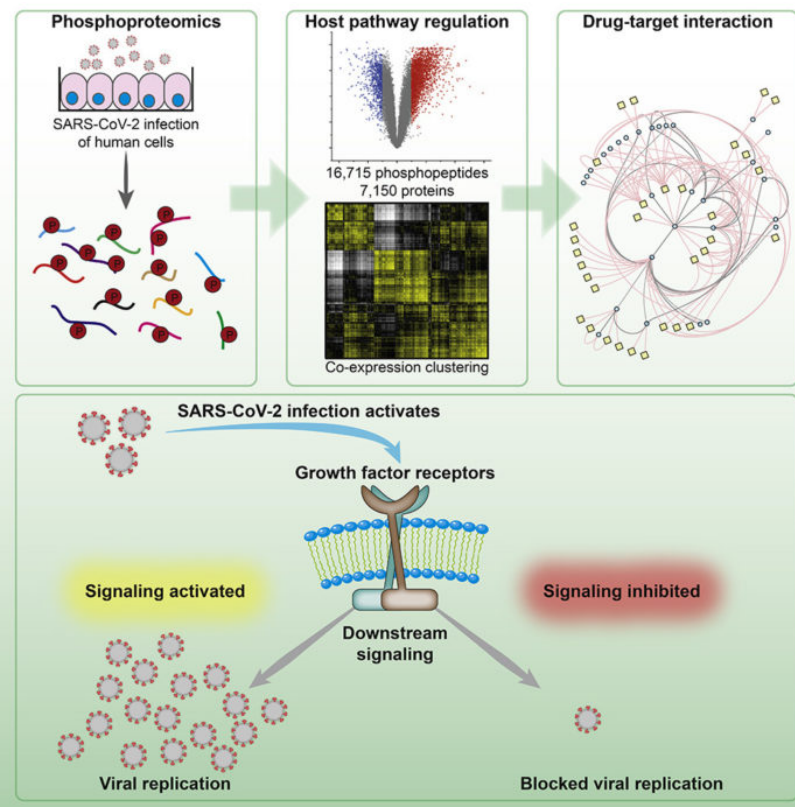 Phosphoproteomics
SARS-CoV-2 infection
of human cells
P
P
P
P
P
P
P
P
P
P
P
P
P
Host pathway regulation
16,715 phosphopeptides
7,150 proteins
Co-expression clustering
Drug-target interaction
SARS-CoV-2 infection activates
Growth factor receptors
Signaling activated
Signaling inhibited
Downstream
signaling
Viral replication
Blocked viral replication